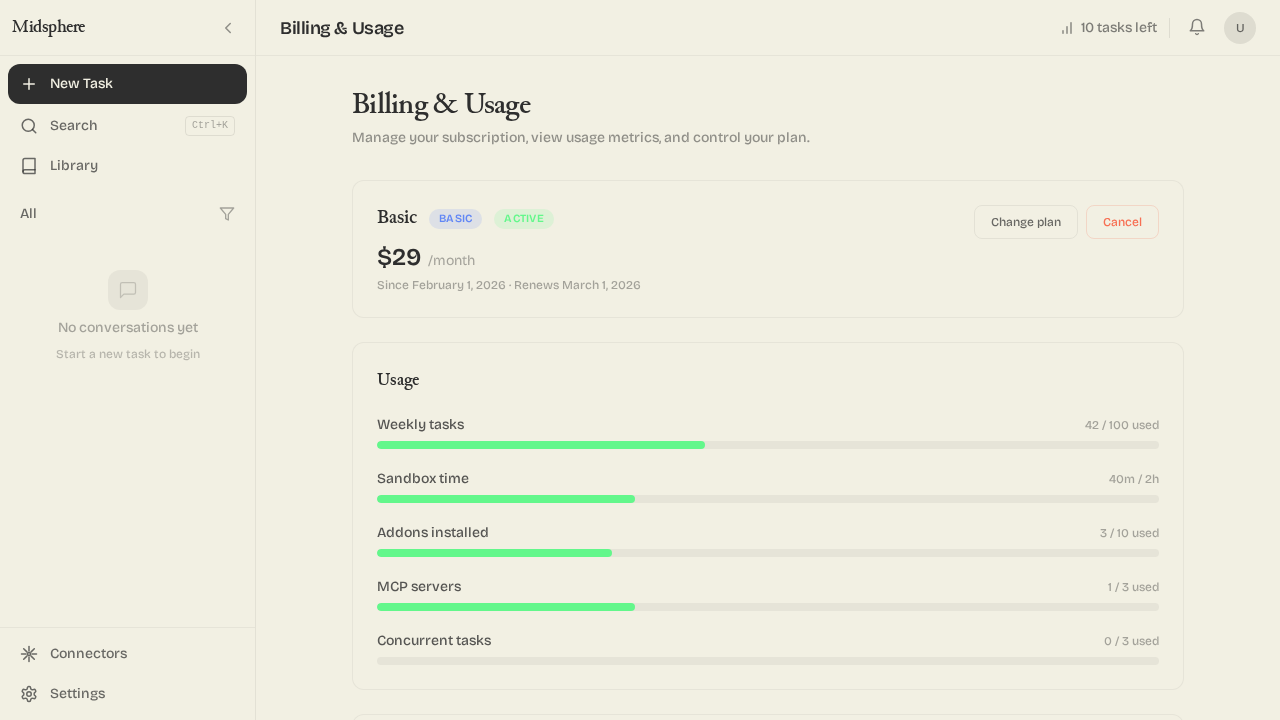 Midsphere
Billing & Usage
10 tasks left
U
New Task
Search
Ctrl+K
Library
All
No conversations yet
Start a new task to begin
Connectors
Settings
Billing & Usage
Manage your subscription, view usage metrics, and control your plan.
Basic BASIC ACTIVE
Change plan
Cancel
$29 /month
Since February 1, 2026 · Renews March 1, 2026
Usage
Weekly tasks 42 / 100 used
Sandbox time 40m / 2h
Addons installed 3 / 10 used
MCP servers 1 / 3 used
Concurrent tasks 0 / 3 used